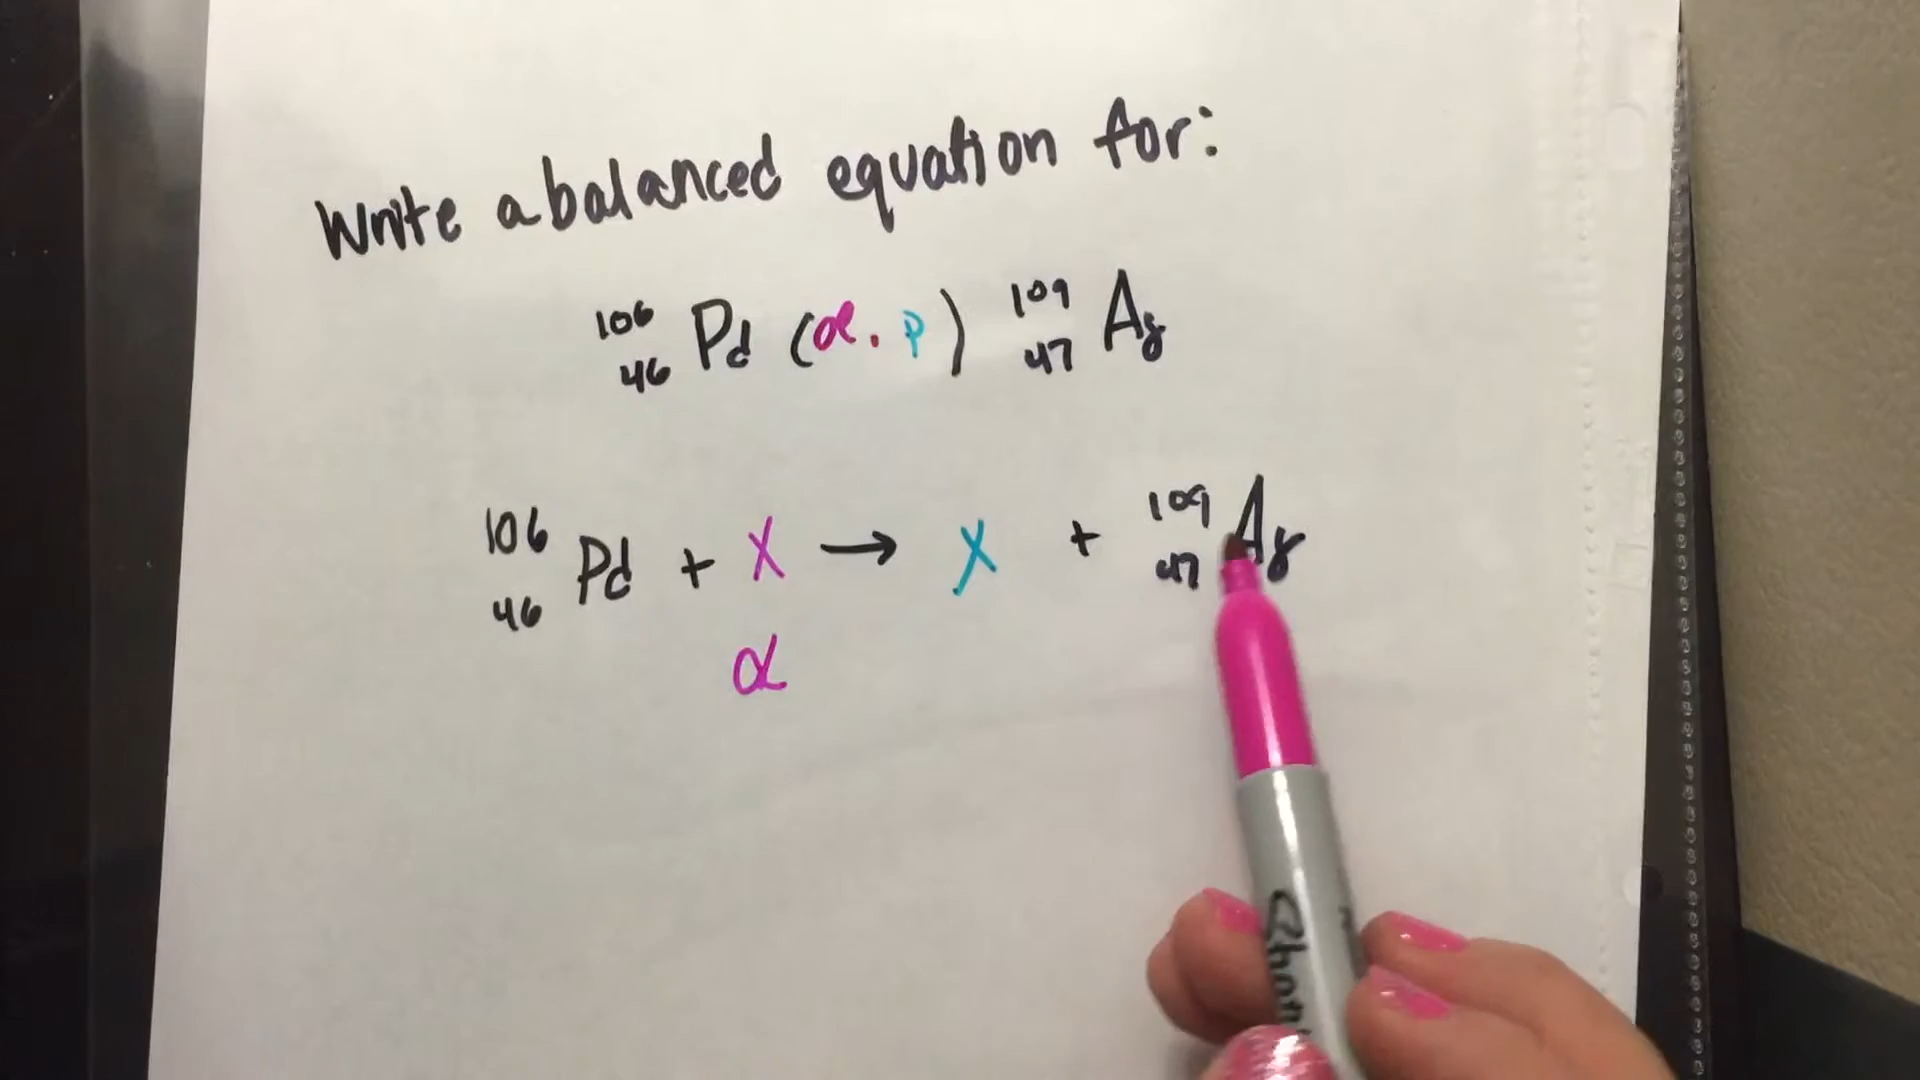 Write a balanced equation for:
106 46 Pd (α, p) 109 47 Ag
106 46 Pd + X → X + 109 47 Ag
α